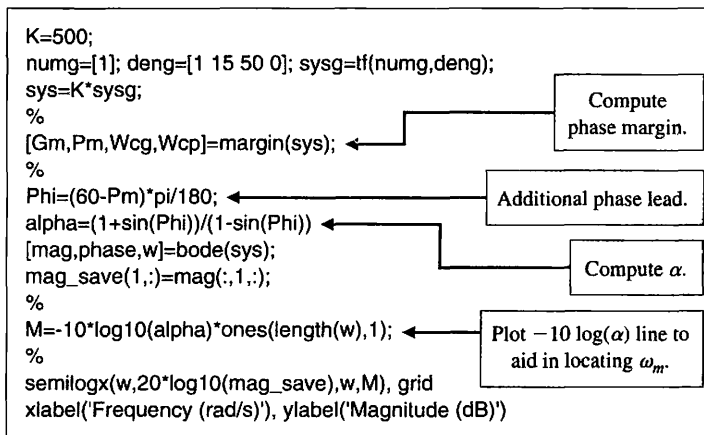 K=500;
numg=[1]; deng=[1 15 50 0]; sysg=tf(numg,deng);
sys=K*sysg;
%
[Gm,Pm,Wcg,Wcp]=margin(sys);
Compute
phase margin.
%
Phi=(60-Pm)*pi/180;
Additional phase lead.
alpha=(1+sin(Phi))/(1-sin(Phi))
[mag,phase,w]=bode(sys);
mag_save(1,:)=mag(:,1,:);
Compute α.
%
M=-10*log10(alpha)*ones(length(w),1);
Plot −10 log(α) line to
aid in locating ωm.
%
semilogx(w,20*log10(mag_save),w,M), grid
xlabel('Frequency (rad/s)'), ylabel('Magnitude (dB)')